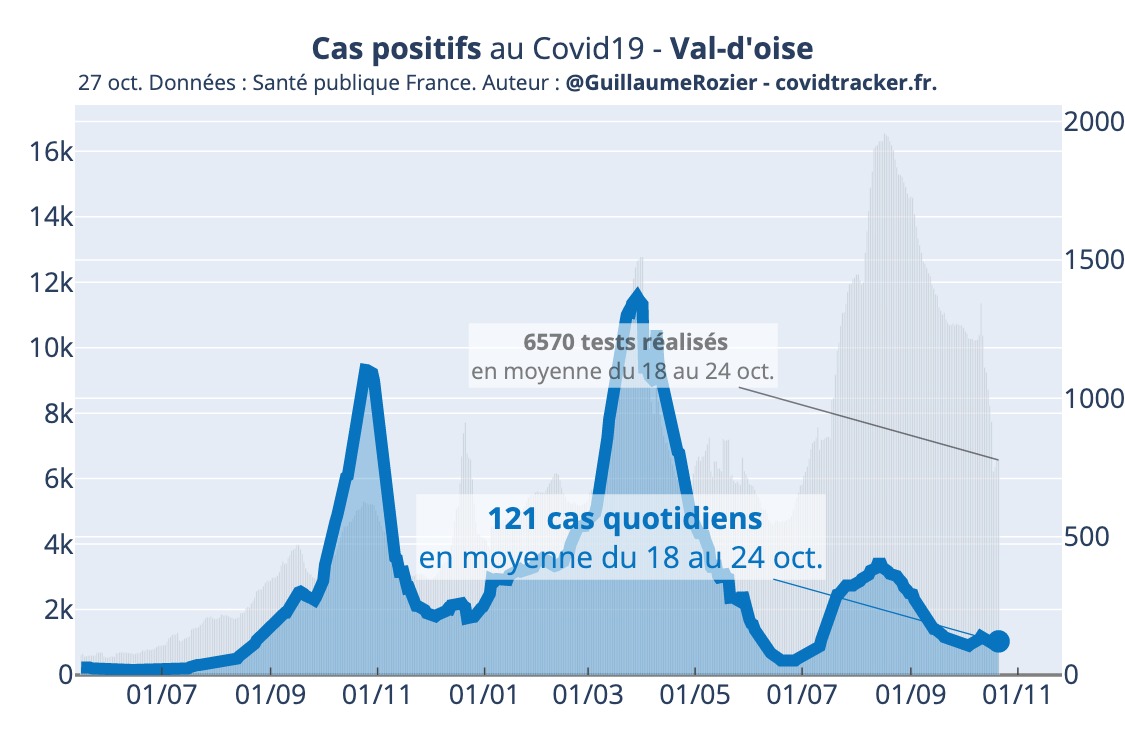 Cas positifs au Covid19 - Val-d'oise
27 oct. Données : Santé publique France. Auteur : @GuillaumeRozier - covidtracker.fr.
2000
16k
14k
1500
12k
10k
6570 tests réalisés
en moyenne du 18 au 24 oct.
1000
8k
6k
121 cas quotidiens
en moyenne du 18 au 24 oct.
500
4k
2k
0
0
01/07 01/09 01/11 01/01 01/03 01/05 01/07 01/09 01/11